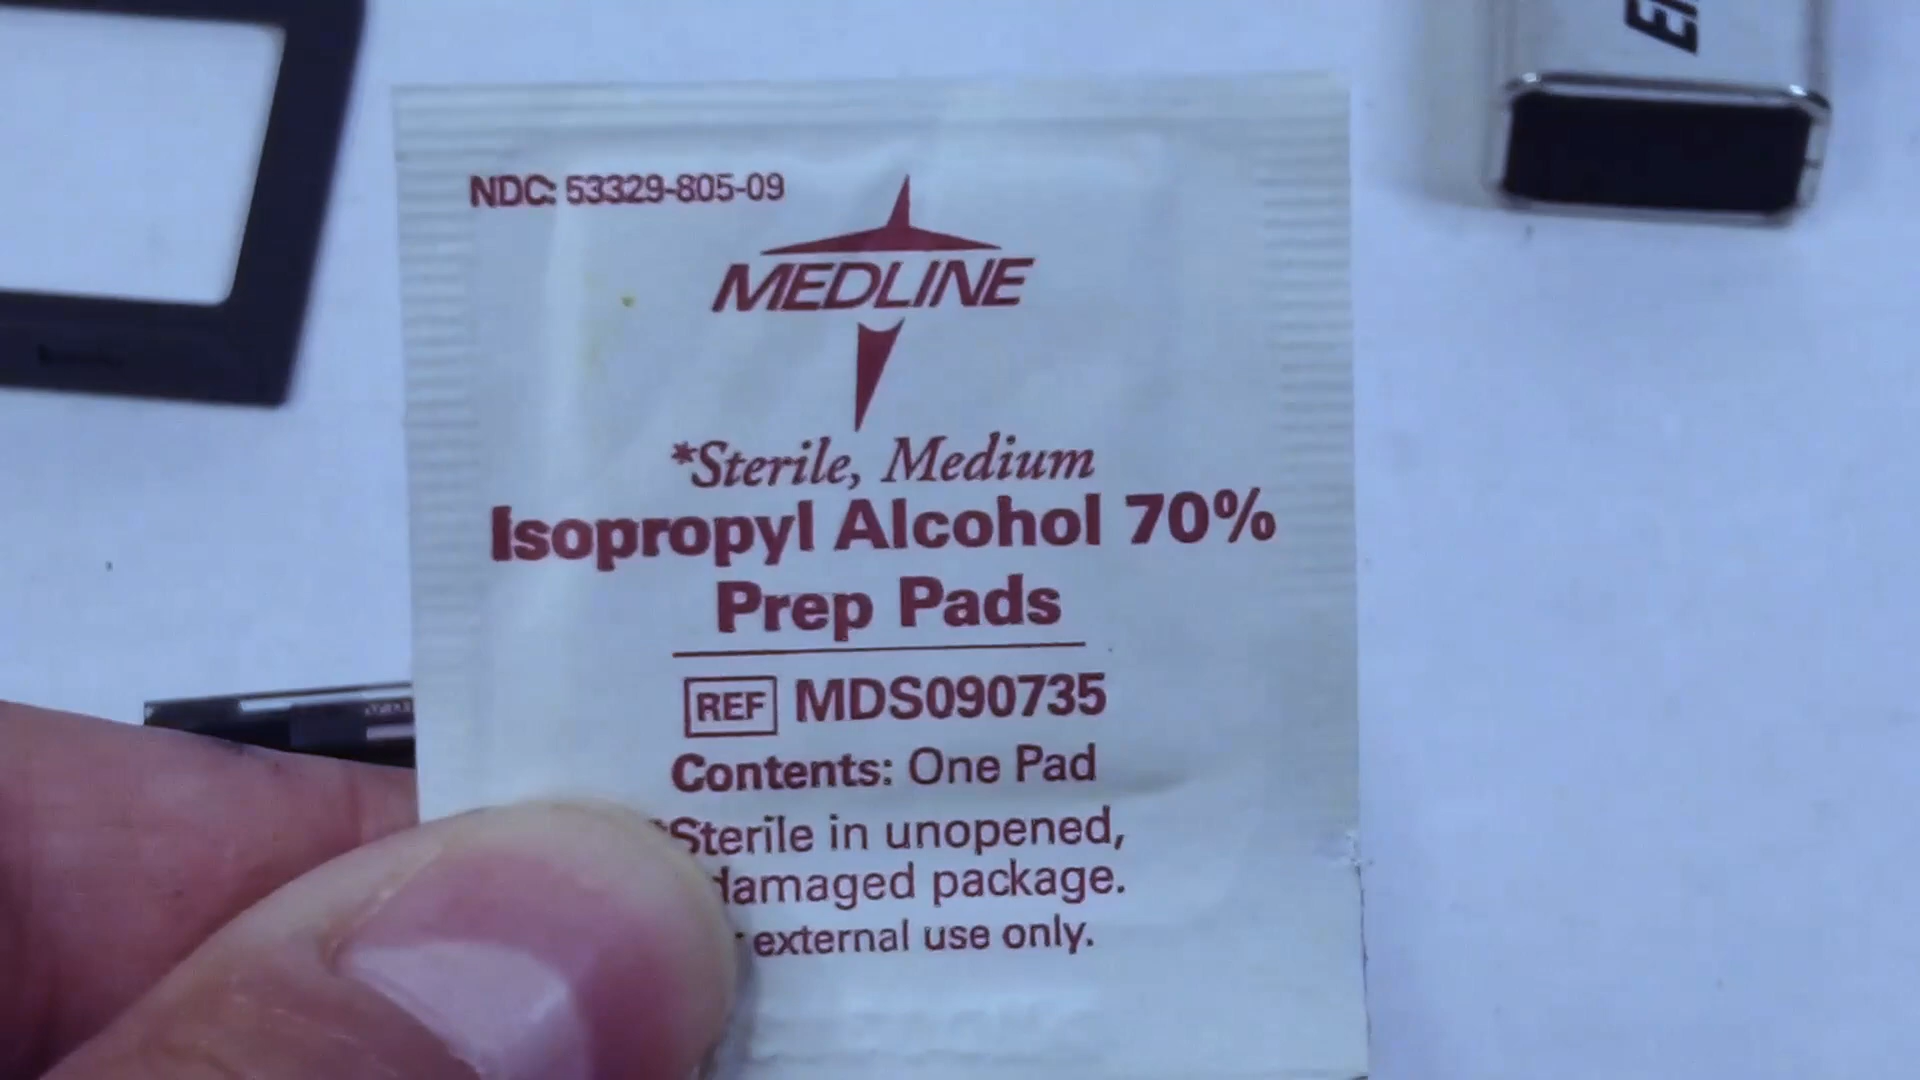 NDC: 53329-805-09
MEDLINE
*Sterile, Medium
Isopropyl Alcohol 70%
Prep Pads
REF MDS090735
Contents: One Pad
*Sterile in unopened,
damaged package.
external use only.